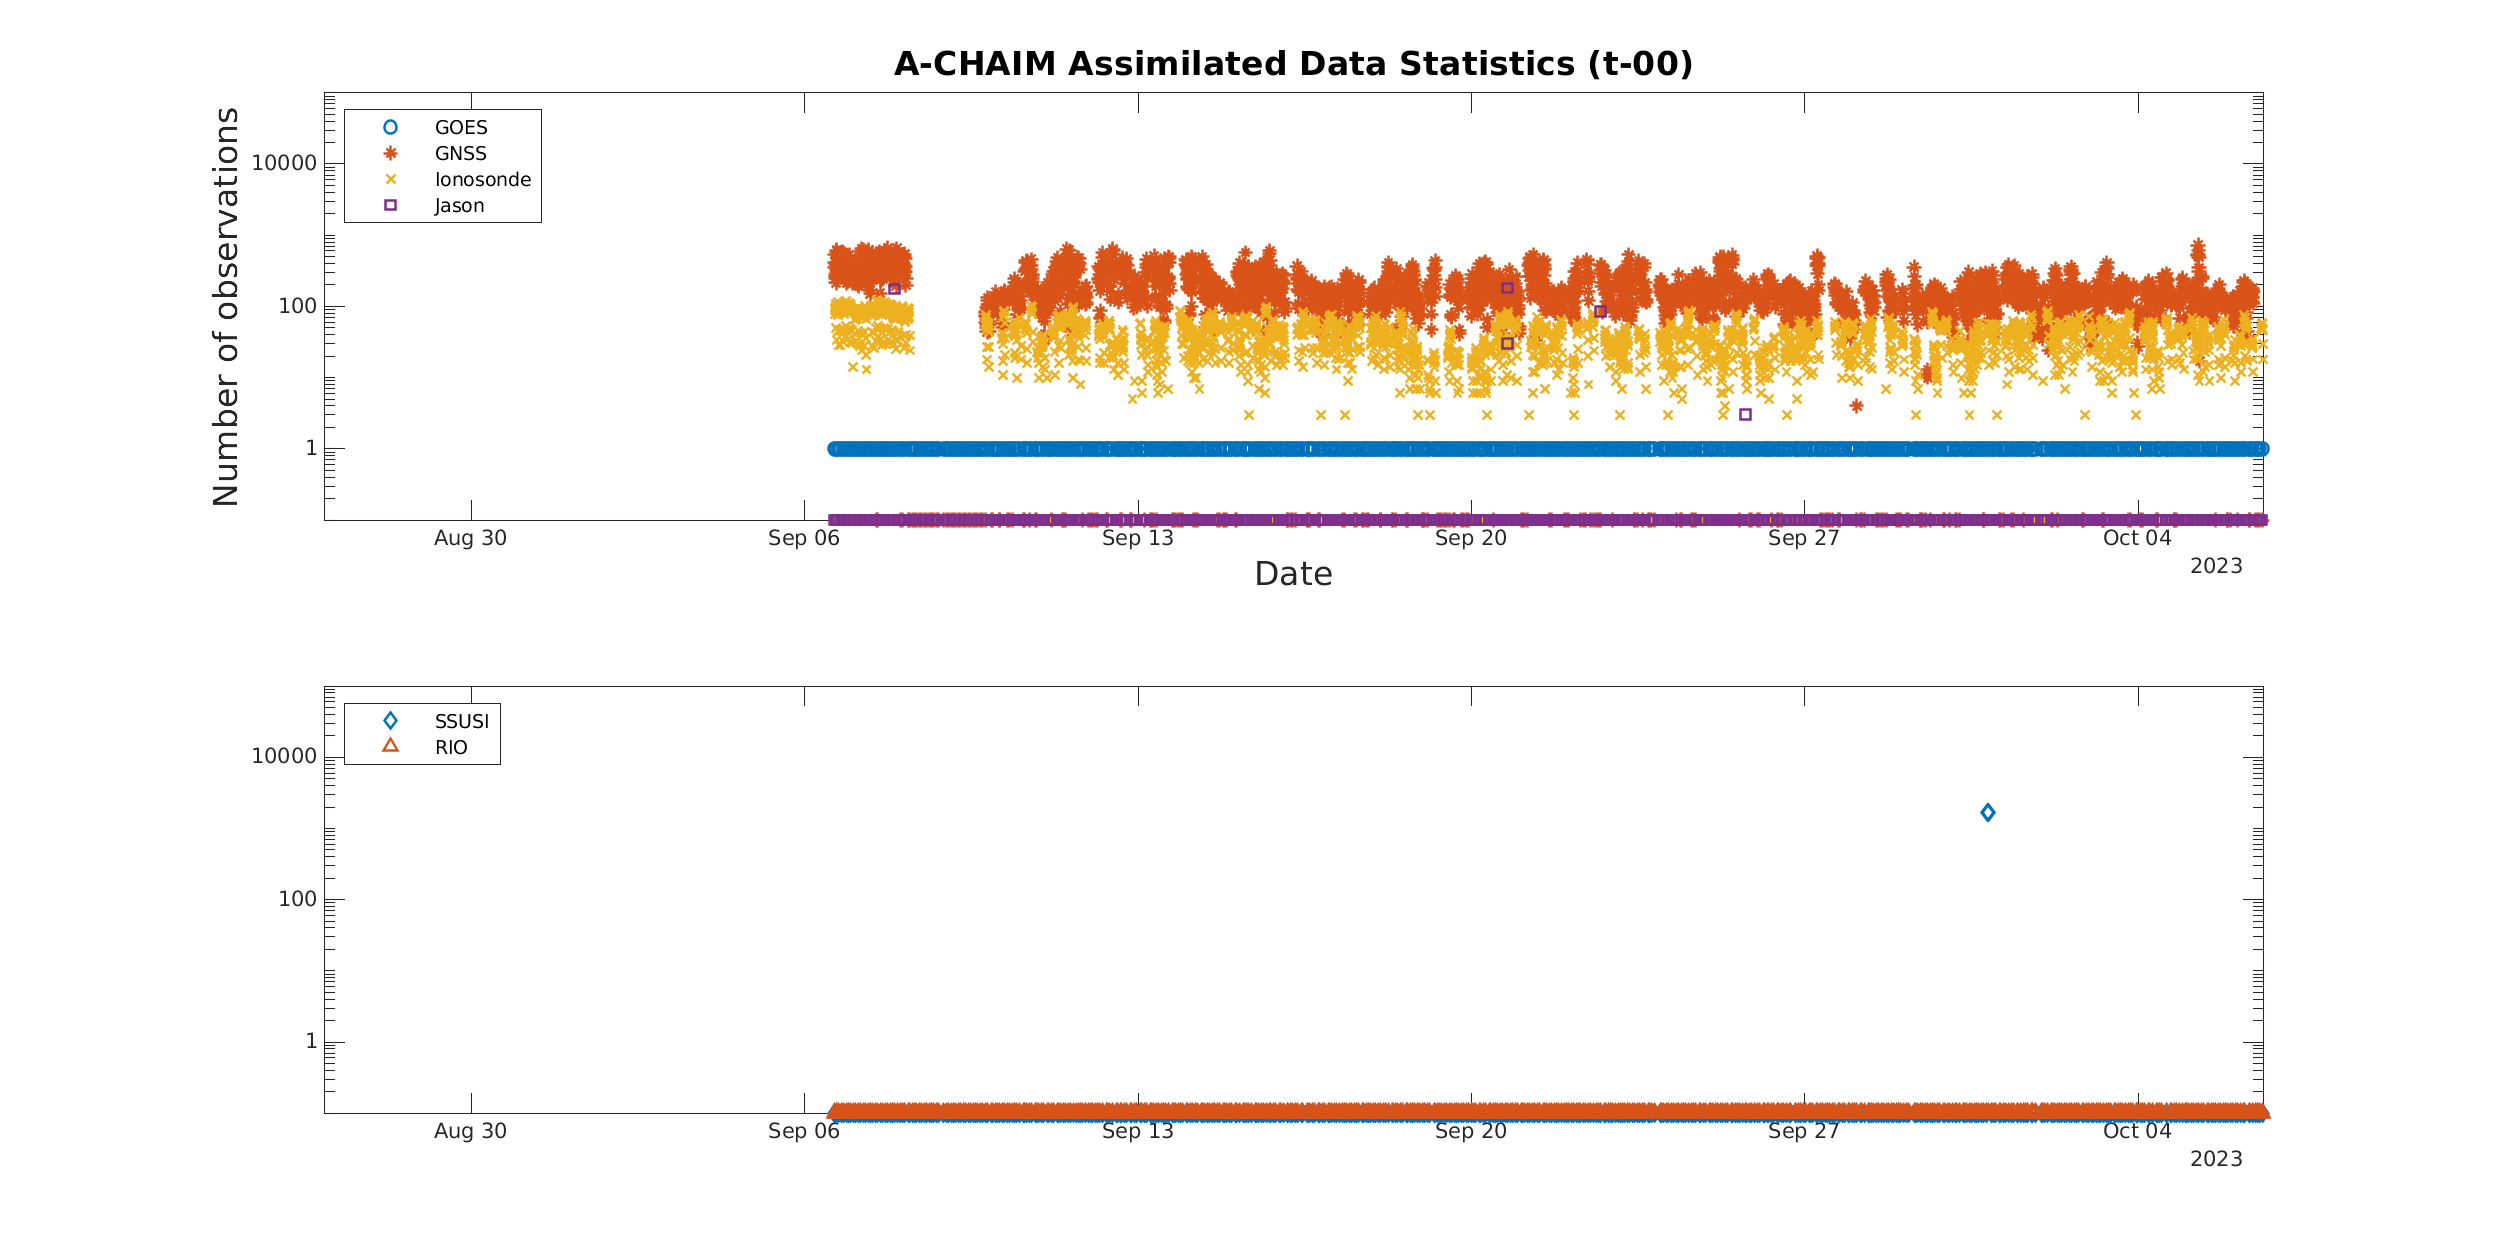 A-CHAIM Assimilated Data Statistics (t-00)
Number of observations
10000
100
1
GOES
GNSS
Ionosonde
Jason
Aug 30
Sep 06
Sep 13
Sep 20
Sep 27
Oct 04
2023
Date
10000
100
1
SSUSI
RIO
Aug 30
Sep 06
Sep 13
Sep 20
Sep 27
Oct 04
2023